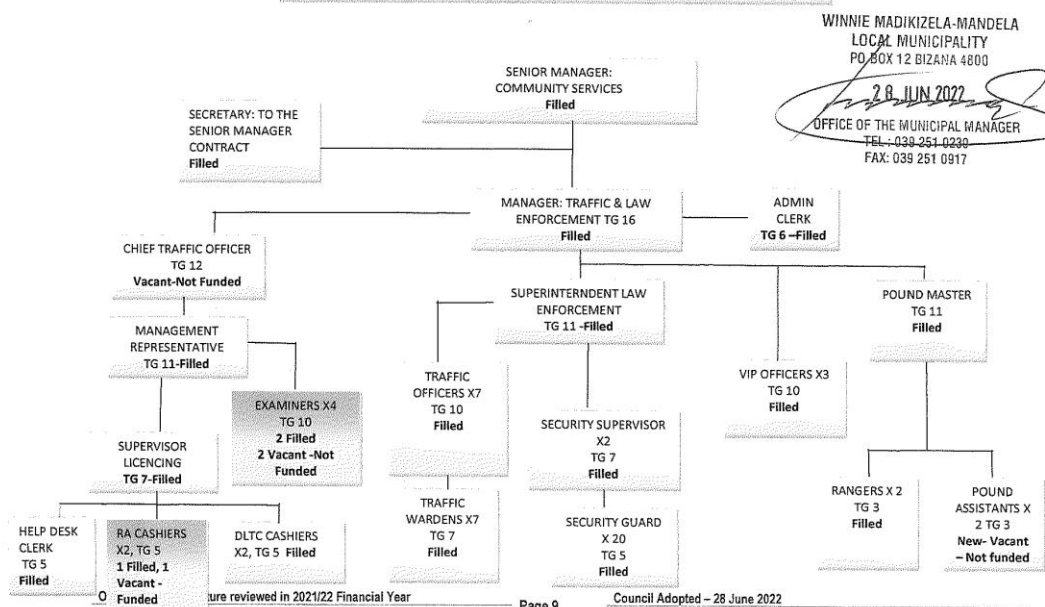 WINNIE MADIKIZELA-MANDELA
LOCAL MUNICIPALITY
PO BOX 12 BIZANA 4800
28 JUN 2022
OFFICE OF THE MUNICIPAL MANAGER
TEL: 039 251 0230
FAX: 039 251 0917
SENIOR MANAGER:
COMMUNITY SERVICES
Filled
SECRETARY: TO THE
SENIOR MANAGER
CONTRACT
Filled
MANAGER: TRAFFIC & LAW
ENFORCEMENT TG 16
Filled
ADMIN
CLERK
TG 6 –Filled
CHIEF TRAFFIC OFFICER
TG 12
Vacant-Not Funded
MANAGEMENT
REPRESENTATIVE
TG 11-Filled
EXAMINERS X4
TG 10
2 Filled
2 Vacant -Not
Funded
SUPERVISOR
LICENCING
TG 7-Filled
HELP DESK
CLERK
TG 5
Filled
RA CASHIERS
X2, TG 5
1 Filled, 1
Vacant -
Funded
DLTC CASHIERS
X2, TG 5 Filled
SUPERINTERNDENT LAW
ENFORCEMENT
TG 11 -Filled
TRAFFIC
OFFICERS X7
TG 10
Filled
TRAFFIC
WARDENS X7
TG 7
Filled
SECURITY SUPERVISOR
X2
TG 7
Filled
SECURITY GUARD
X 20
TG 5
Filled
VIP OFFICERS X3
TG 10
Filled
POUND MASTER
TG 11
Filled
RANGERS X 2
TG 3
Filled
POUND
ASSISTANTS X
2 TG 3
New- Vacant
– Not funded
ure reviewed in 2021/22 Financial Year
Page 9
Council Adopted – 28 June 2022